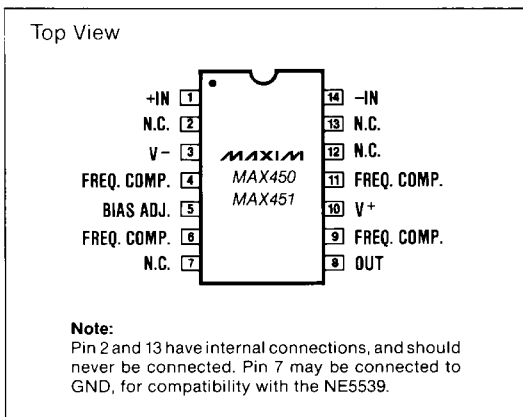 Top View
+IN 1 14 -IN
N.C. 2 13 N.C.
V- 3 MAXIM 12 N.C.
FREQ. COMP. 4 MAX450 11 FREQ. COMP.
BIAS ADJ. 5 MAX451 10 V+
FREQ. COMP. 6 9 FREQ. COMP.
N.C. 7 8 OUT
Note:
Pin 2 and 13 have internal connections, and should
never be connected. Pin 7 may be connected to
GND, for compatibility with the NE5539.